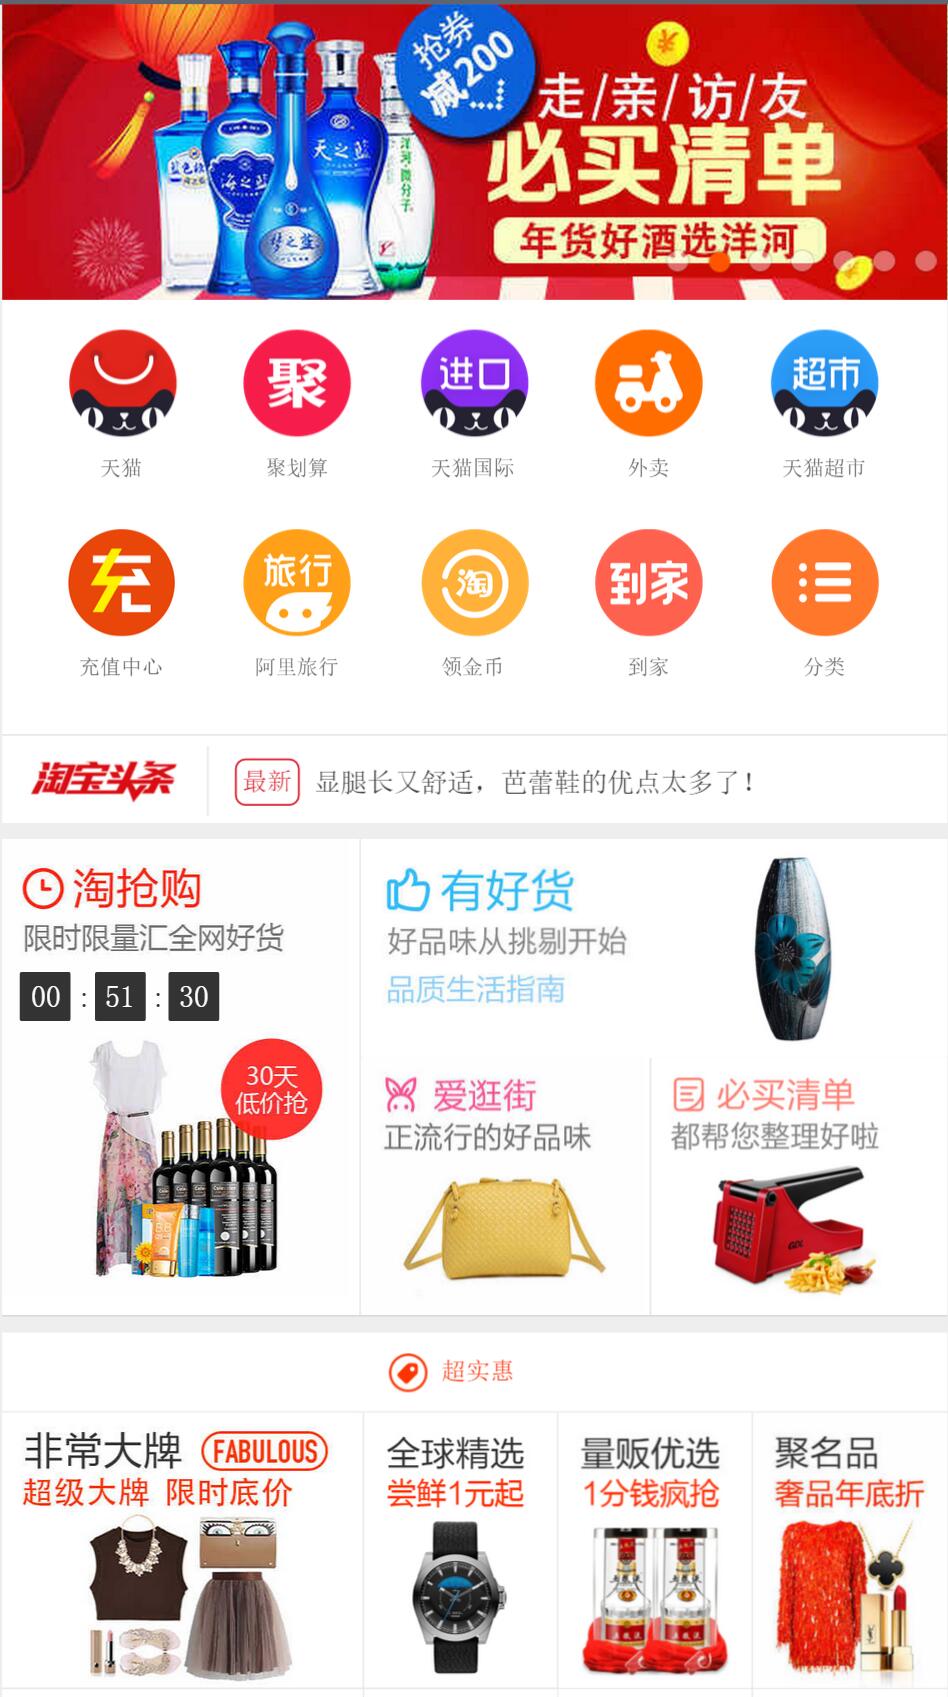 抢券
减200
走/亲/访/友
必买清单
年货好酒选洋河
海之蓝
梦之蓝
天之蓝
洋河·微分子
聚
进口
超市
天猫
聚划算
天猫国际
外卖
天猫超市
充
旅行
淘
到家
充值中心
阿里旅行
领金币
到家
分类
淘宝头条
最新
显腿长又舒适，芭蕾鞋的优点太多了！
淘抢购
限时限量汇全网好货
00 : 51 : 30
30天
低价抢
BB
有好货
好品味从挑剔开始
品质生活指南
爱逛街
正流行的好品味
必买清单
都帮您整理好啦
超实惠
非常大牌 FABULOUS
超级大牌 限时底价
全球精选
尝鲜1元起
量贩优选
1分钱疯抢
聚名品
奢品年底折